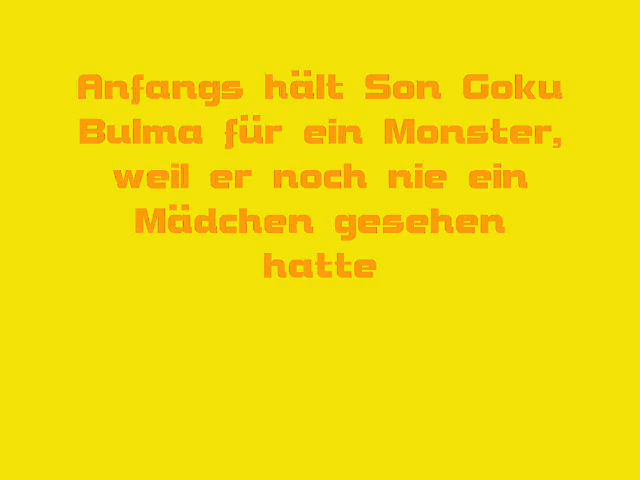 Anfangs hält Son Goku
Bulma für ein Monster,
weil er noch nie ein
Mädchen gesehen
hatte